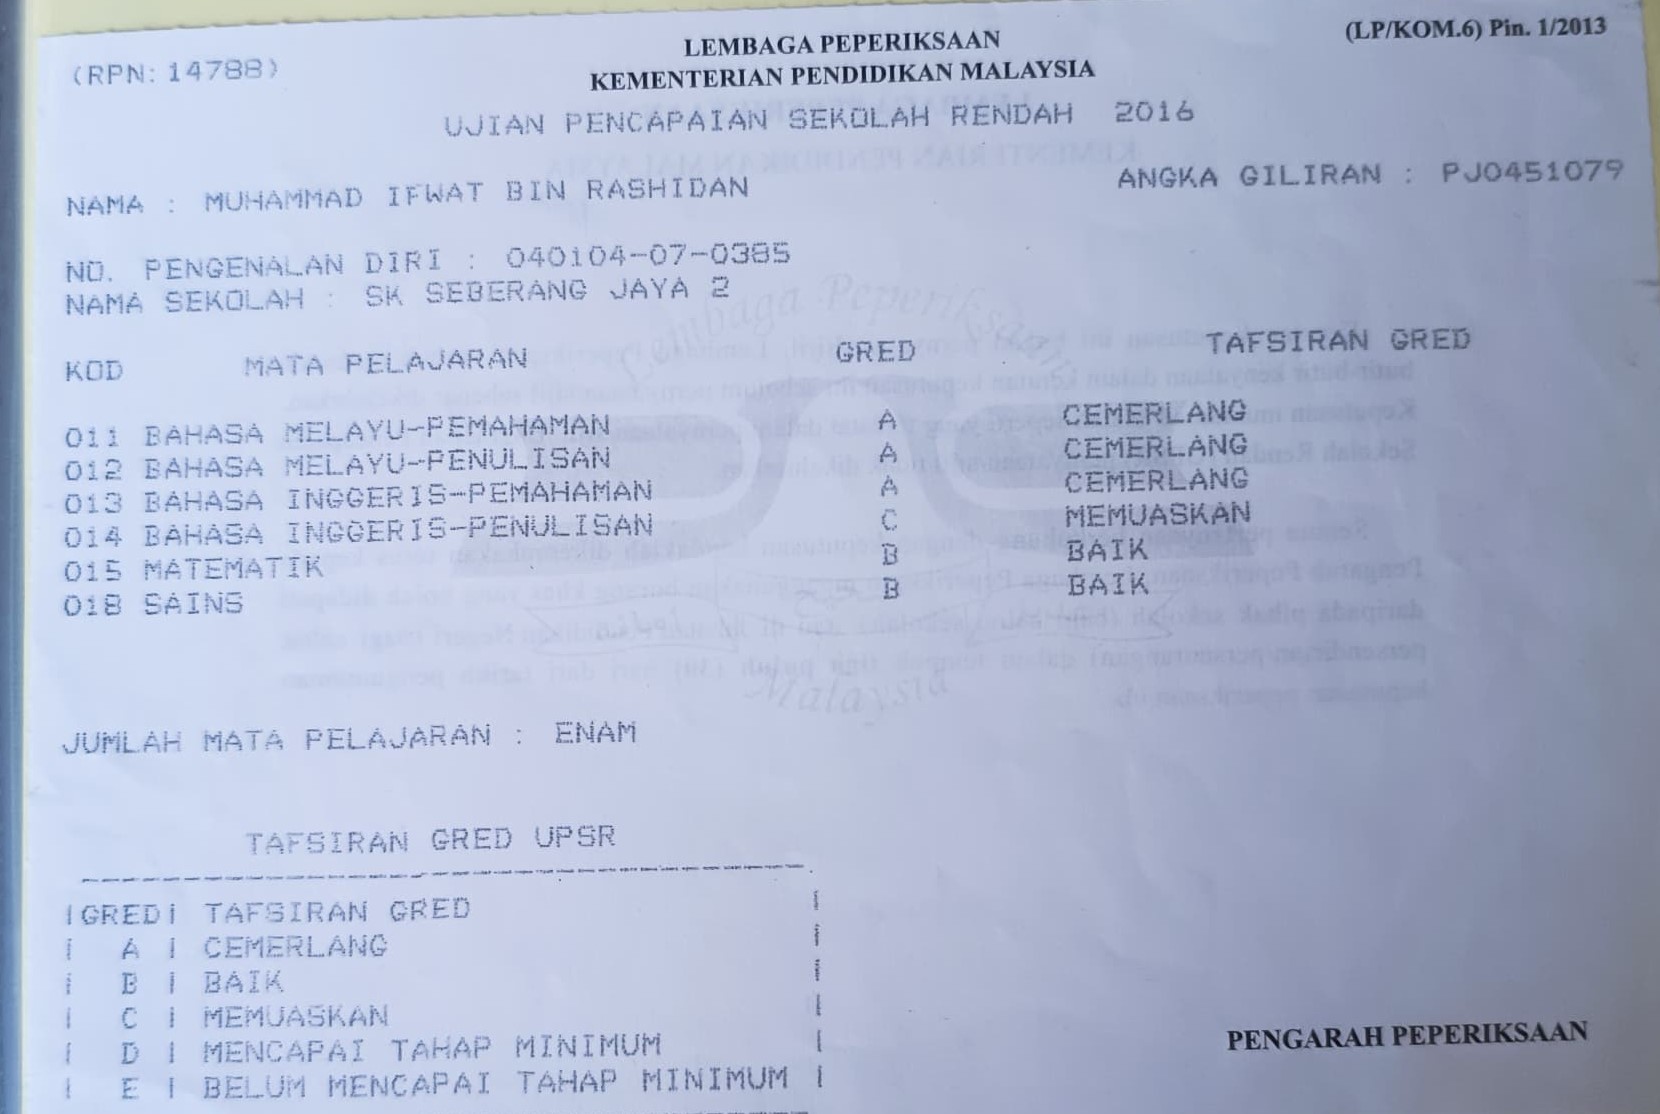 (LP/KOM.6) Pin. 1/2013
LEMBAGA PEPERIKSAAN
(RPN: 14788)
KEMENTERIAN PENDIDIKAN MALAYSIA
UJIAN PENCAPAIAN SEKOLAH RENDAH 2016
NAMA : MUHAMMAD IFWAT BIN RASHIDAN ANGKA GILIRAN : PJ0451079
NO. PENGENALAN DIRI : 040104-07-0385
NAMA SEKOLAH : SK SEBERANG JAYA 2
KOD MATA PELAJARAN GRED TAFSIRAN GRED
011 BAHASA MELAYU-PEMAHAMAN A CEMERLANG
012 BAHASA MELAYU-PENULISAN A CEMERLANG
013 BAHASA INGGERIS-PEMAHAMAN A CEMERLANG
014 BAHASA INGGERIS-PENULISAN C MEMUASKAN
015 MATEMATIK B BAIK
018 SAINS B BAIK
Lembaga Peperiksaan
Malaysia
JUMLAH MATA PELAJARAN : ENAM
TAFSIRAN GRED UPSR
|GRED| TAFSIRAN GRED |
| A | CEMERLANG |
| B | BAIK |
| C | MEMUASKAN |
| D | MENCAPAI TAHAP MINIMUM |
| E | BELUM MENCAPAI TAHAP MINIMUM |
PENGARAH PEPERIKSAAN